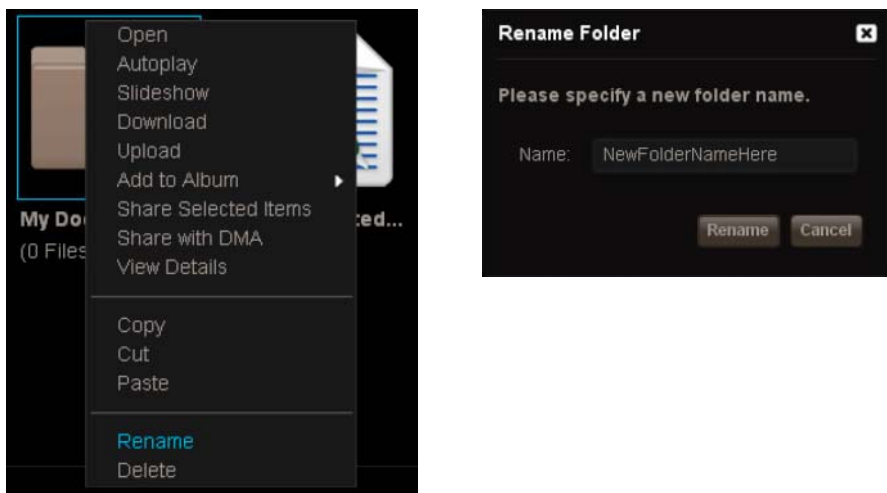 Open
Autoplay
Slideshow
Download
Upload
Add to Album
Share Selected Items
Share with DMA
View Details
Copy
Cut
Paste
Rename
Delete
My Do
(0 Files
ted...
Rename Folder
Please specify a new folder name.
Name: NewFolderNameHere
Rename Cancel